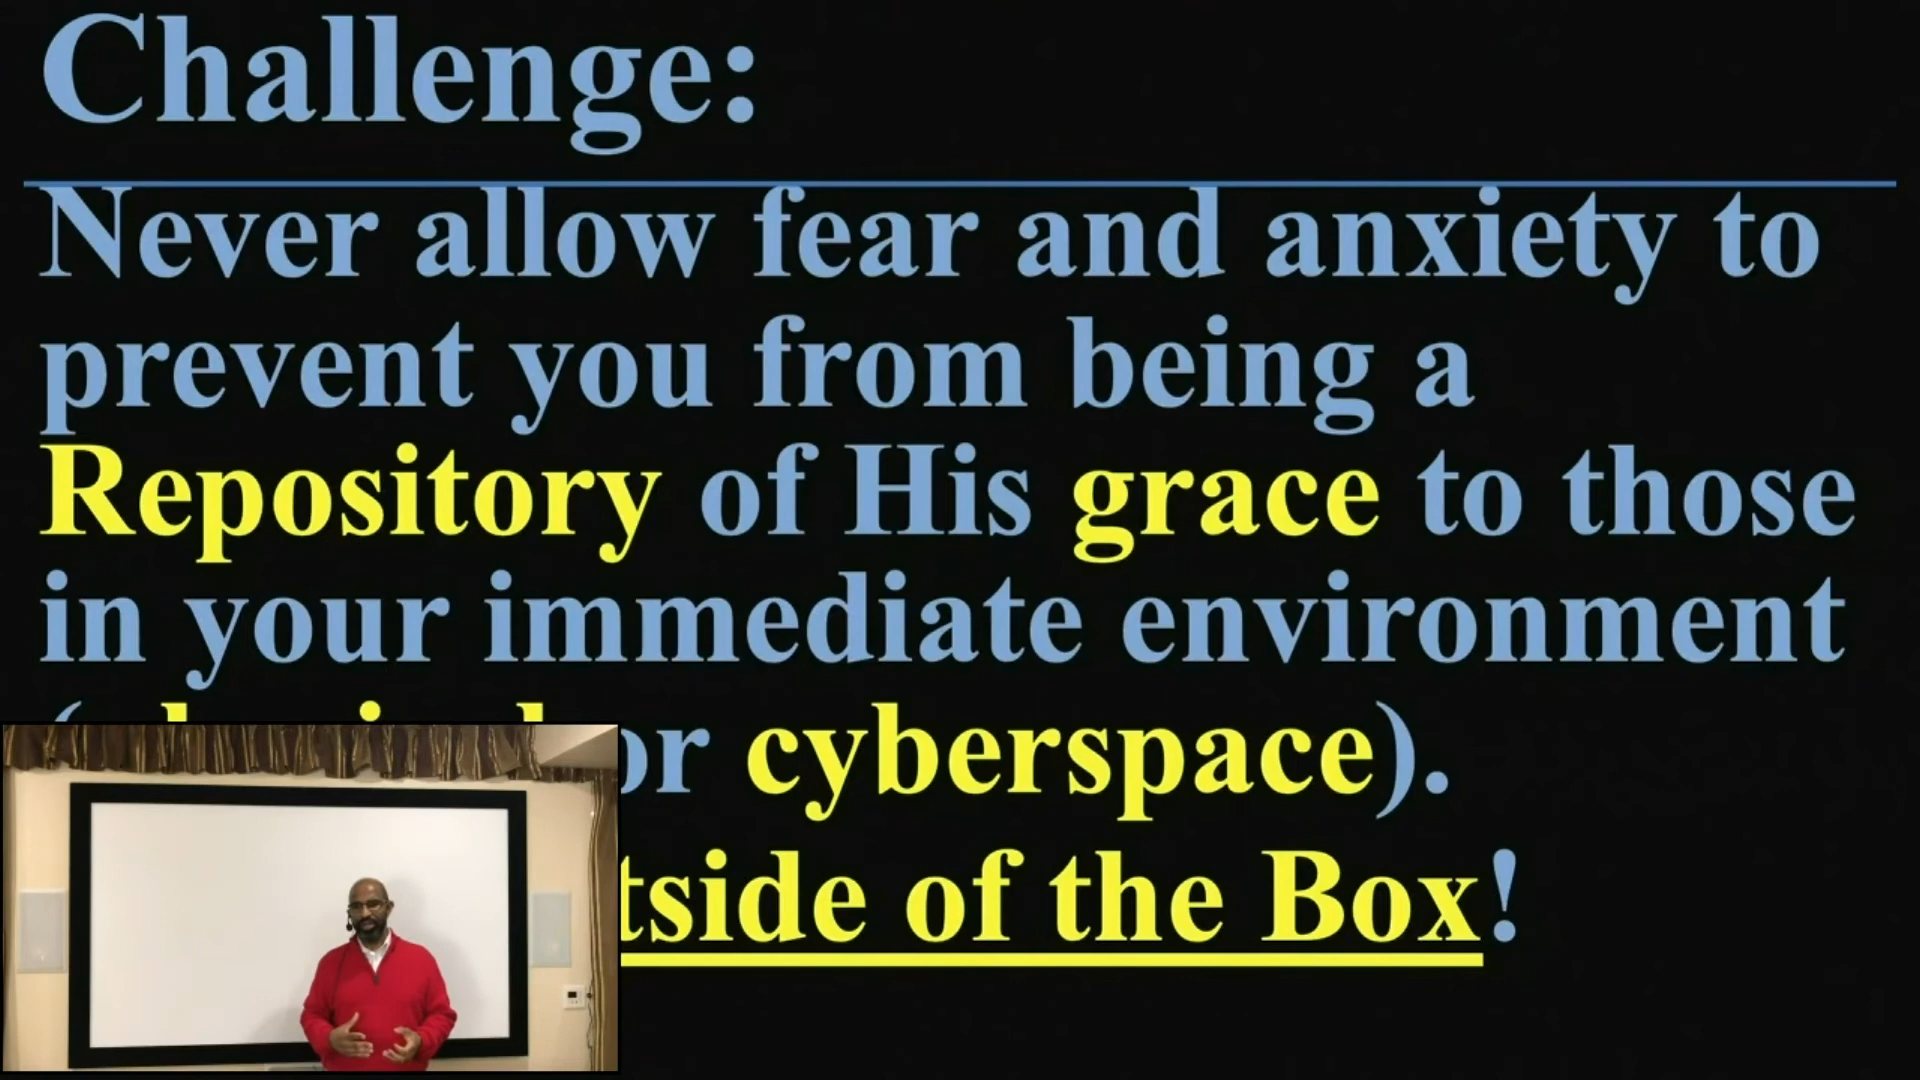 Challenge:
Never allow fear and anxiety to
prevent you from being a
Repository of His grace to those
in your immediate environment
or cyberspace).
of the Box!